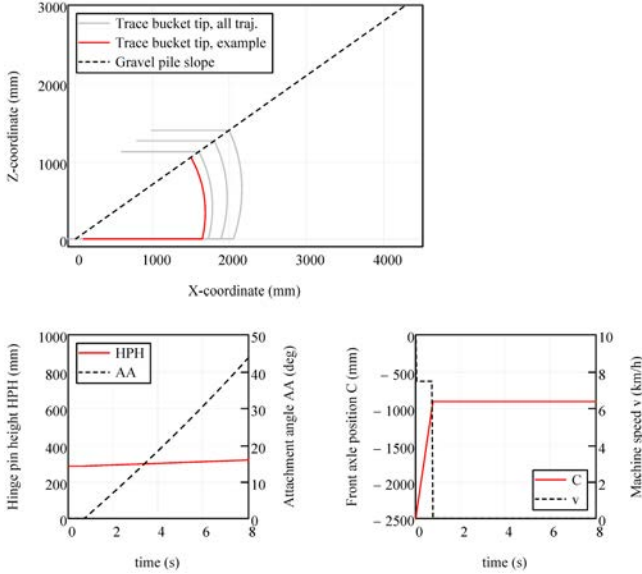 3000
Trace bucket tip, all traj.
Trace bucket tip, example
Gravel pile slope
2000
1000
0
Z-coordinate (mm)
0 1000 2000 3000 4000
X-coordinate (mm)
1000
800
600
400
200
0
Hinge pin height HPH (mm)
HPH
AA
50
40
30
20
10
0
Attachment angle AA (deg)
0 2 4 6 8
time (s)
0
− 500
− 1000
− 1500
− 2000
− 2500
Front axle position C (mm)
10
8
6
4
2
0
Machine speed v (km/h)
C
v
0 2 4 6 8
time (s)